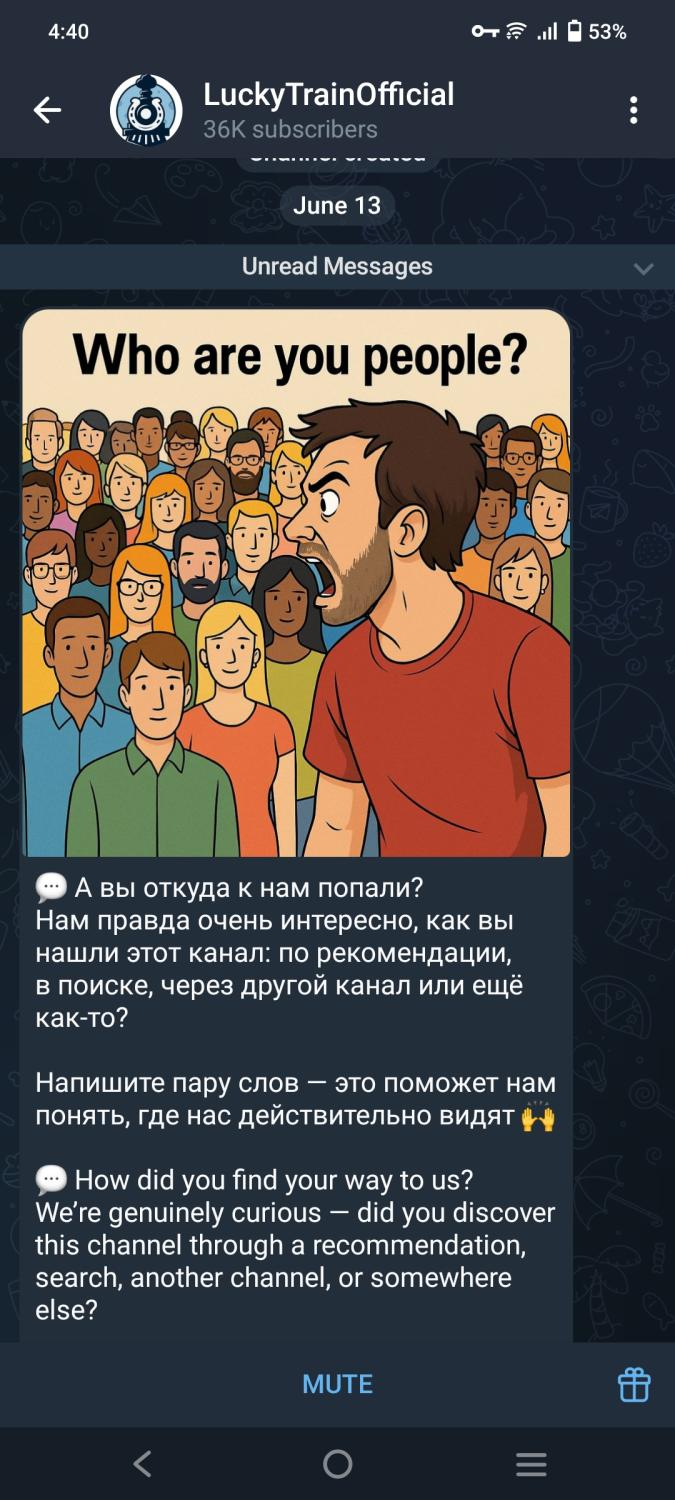 4:40
53%
LuckyTrainOfficial
36K subscribers
Channel created
June 13
Unread Messages
Who are you people?
💬 А вы откуда к нам попали?
Нам правда очень интересно, как вы
нашли этот канал: по рекомендации,
в поиске, через другой канал или ещё
как-то?
Напишите пару слов — это поможет нам
понять, где нас действительно видят 🙌
💬 How did you find your way to us?
We’re genuinely curious — did you discover
this channel through a recommendation,
search, another channel, or somewhere
else?
MUTE